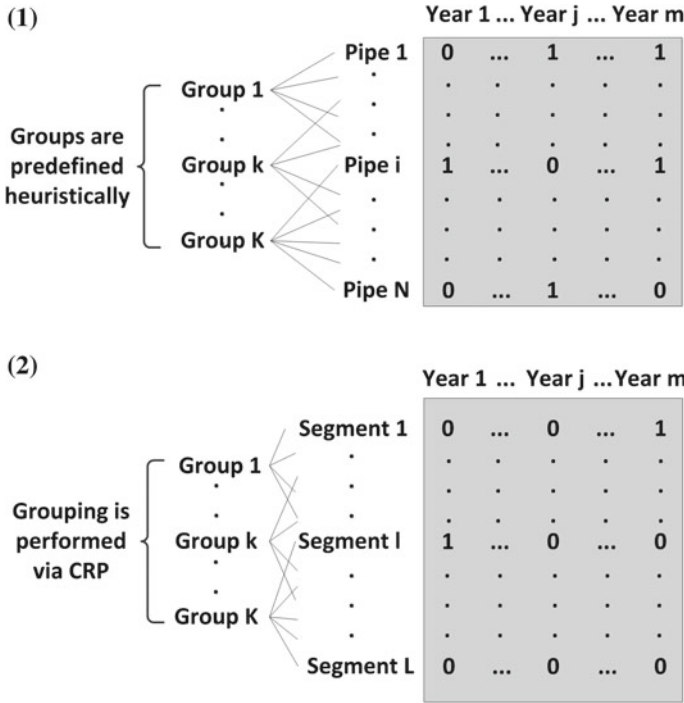 (1)
Year 1 ... Year j ... Year m
Pipe 1 0 ... 1 ... 1
Group 1
Groups are
predefined
heuristically
Group k
Pipe i 1 ... 0 ... 1
Group K
Pipe N 0 ... 1 ... 0
(2)
Year 1 ... Year j ... Year m
Segment 1 0 ... 0 ... 1
Group 1
Grouping is
performed
via CRP
Group k
Segment l 1 ... 0 ... 0
Group K
Segment L 0 ... 0 ... 0